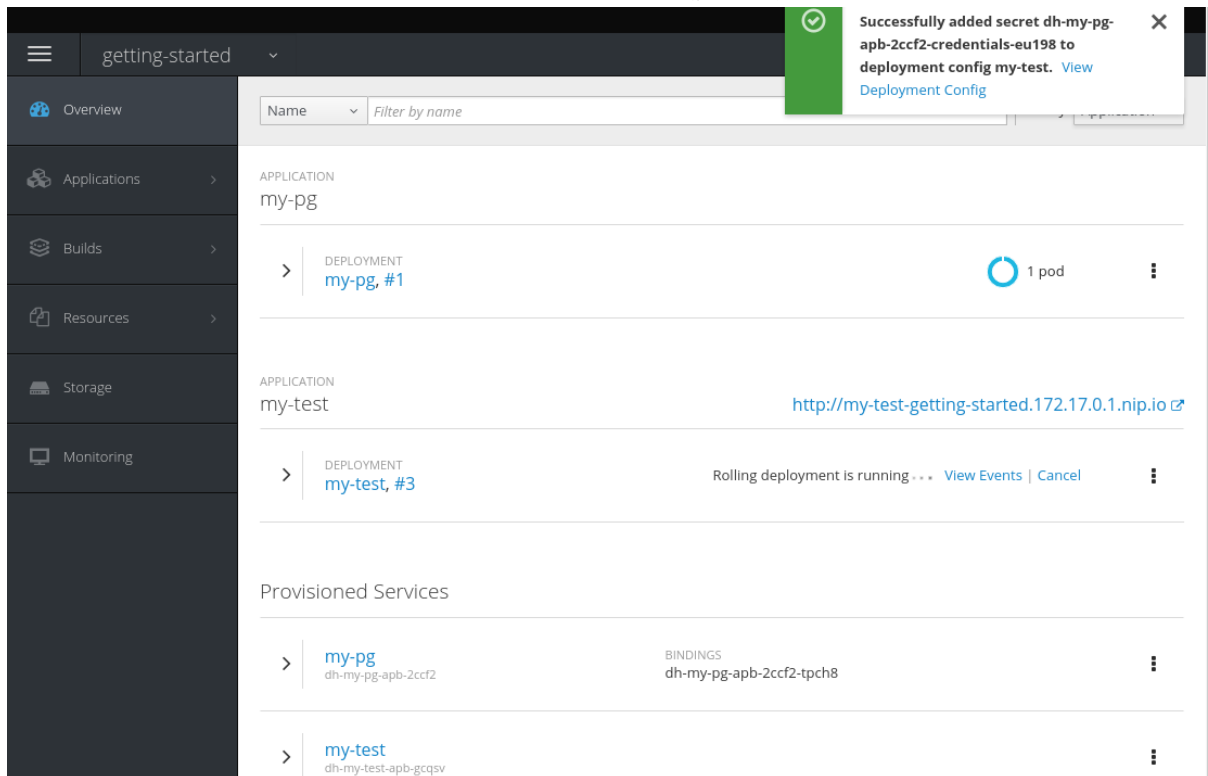 Successfully added secret dh-my-pg-
apb-2ccf2-credentials-eu198 to
deployment config my-test. View
Deployment Config
getting-started
Overview
Applications
Builds
Resources
Storage
Monitoring
Name
Filter by name
APPLICATION
my-pg
DEPLOYMENT
my-pg, #1
1 pod
APPLICATION
my-test
http://my-test-getting-started.172.17.0.1.nip.io
DEPLOYMENT
my-test, #3
Rolling deployment is running... View Events | Cancel
Provisioned Services
my-pg
dh-my-pg-apb-2ccf2
BINDINGS
dh-my-pg-apb-2ccf2-tpch8
my-test
dh-my-test-apb-gcqsv